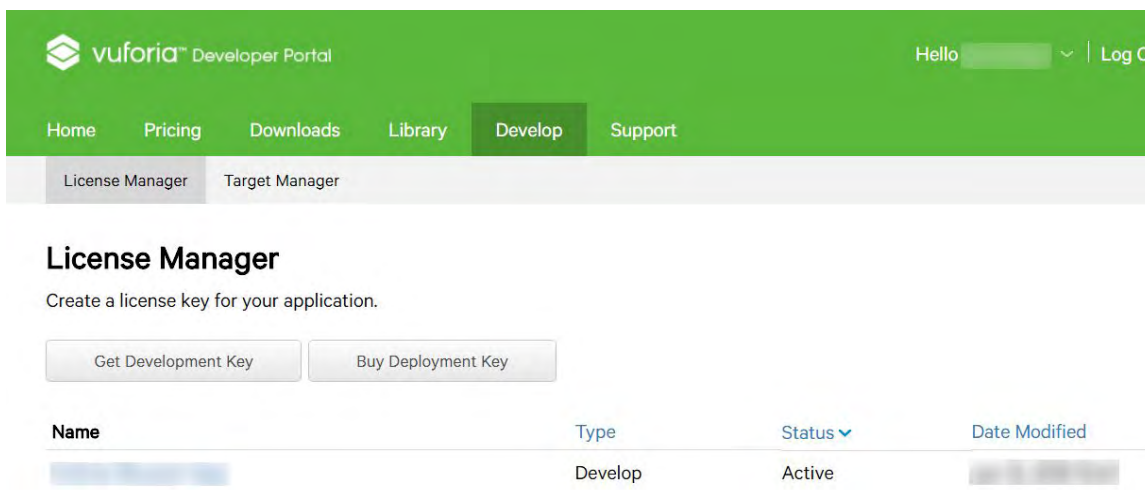 vuforia™ Developer Portal
Hello
Log
Home Pricing Downloads Library Develop Support
License Manager Target Manager
License Manager
Create a license key for your application.
Get Development Key Buy Deployment Key
Name Type Status Date Modified
Develop Active